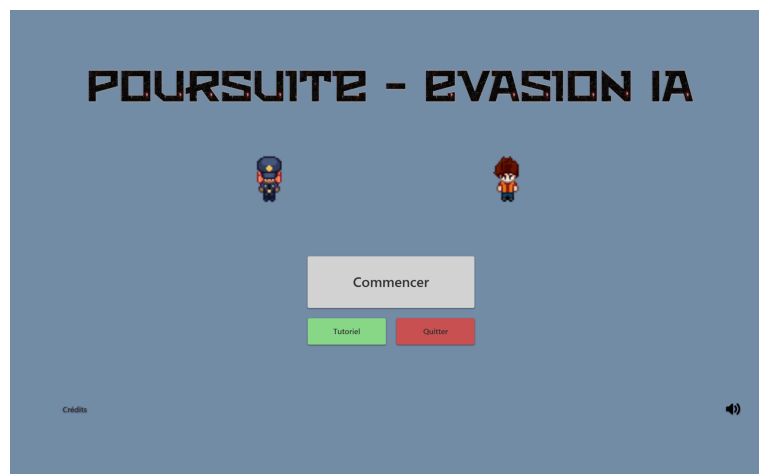 POURSUITE - EVASION IA
Commencer
Tutoriel
Quitter
Crédits